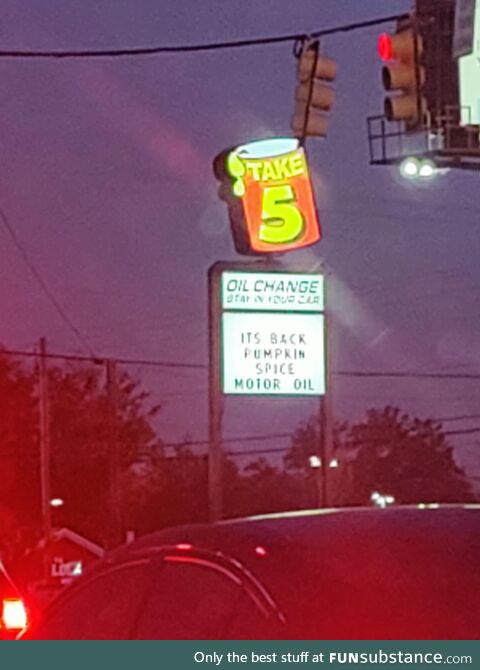 TAKE
5
OIL CHANGE
STAY IN YOUR CAR
ITS BACK
PUMPKIN
SPICE
MOTOR OIL
Only the best stuff at FUNsubstance.com